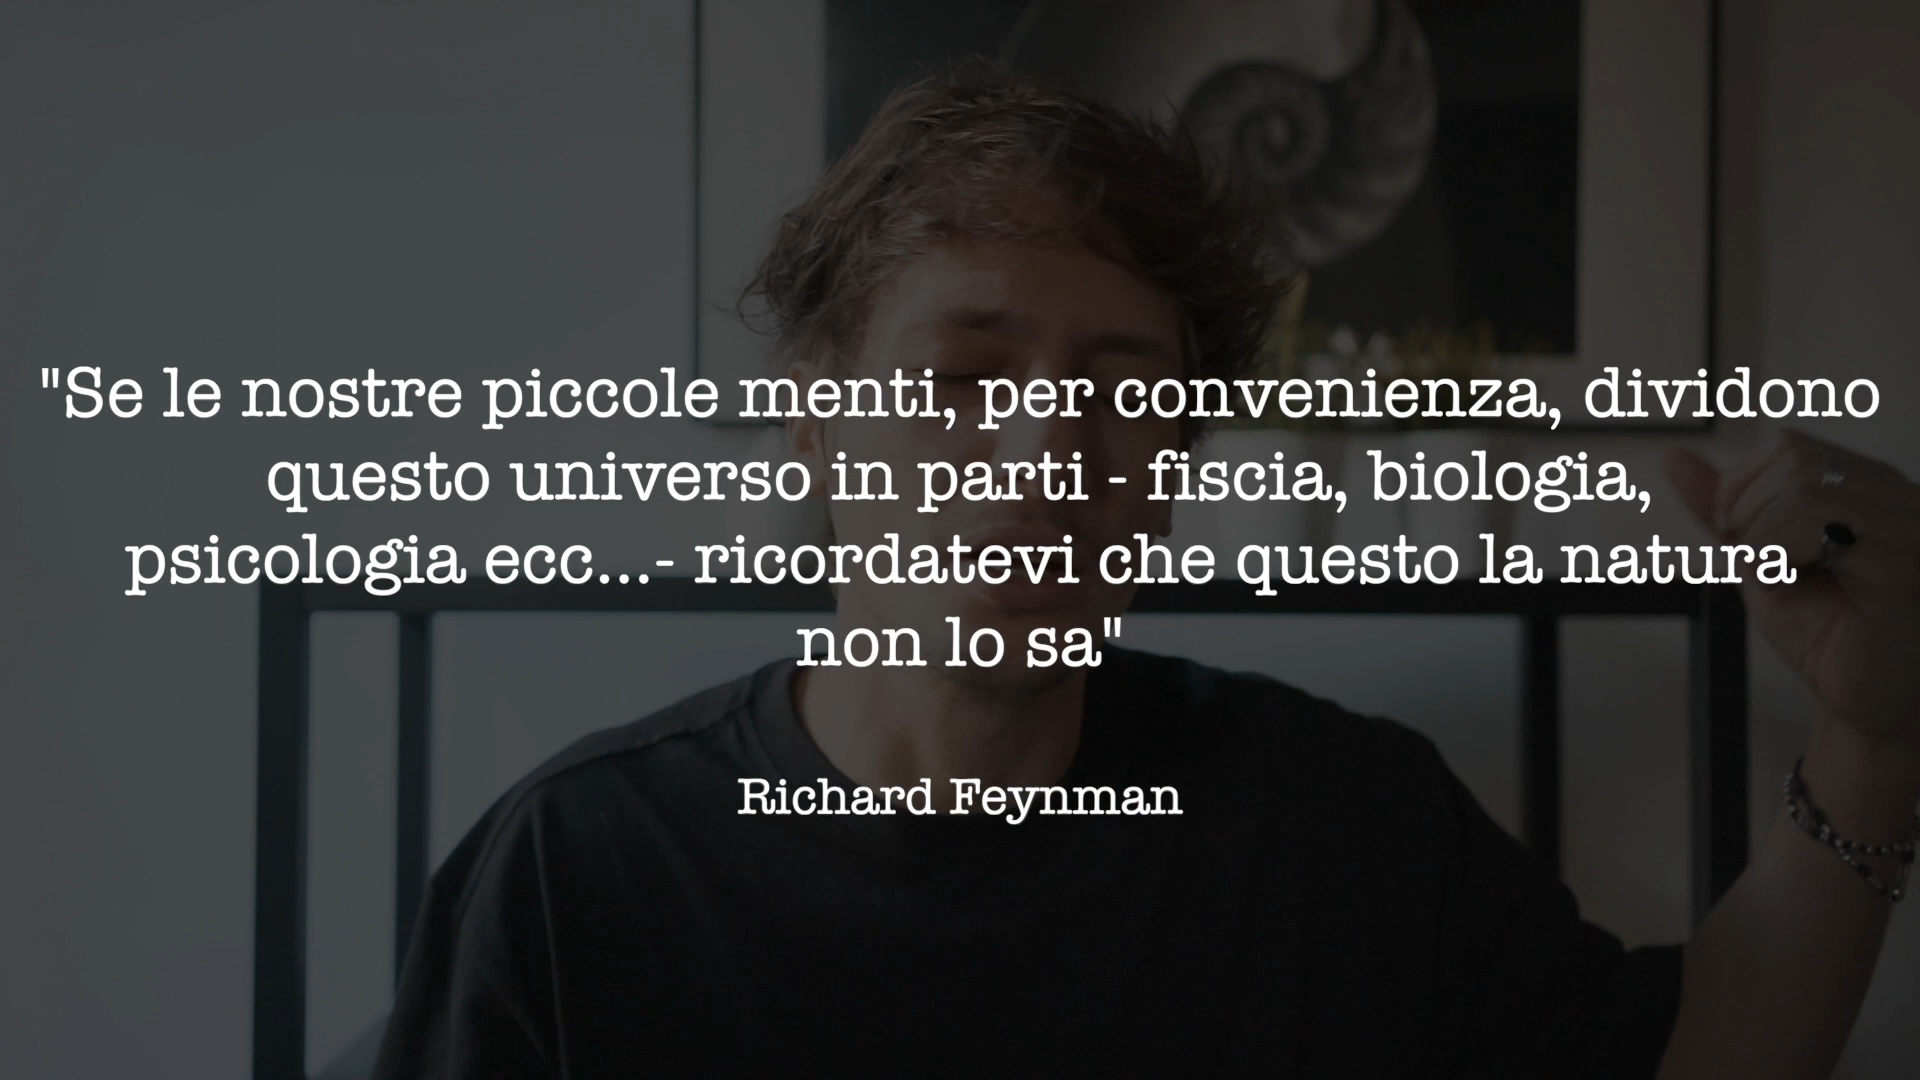 "Se le nostre piccole menti, per convenienza, dividono
questo universo in parti - fiscia, biologia,
psicologia ecc...- ricordatevi che questo la natura
non lo sa"
Richard Feynman